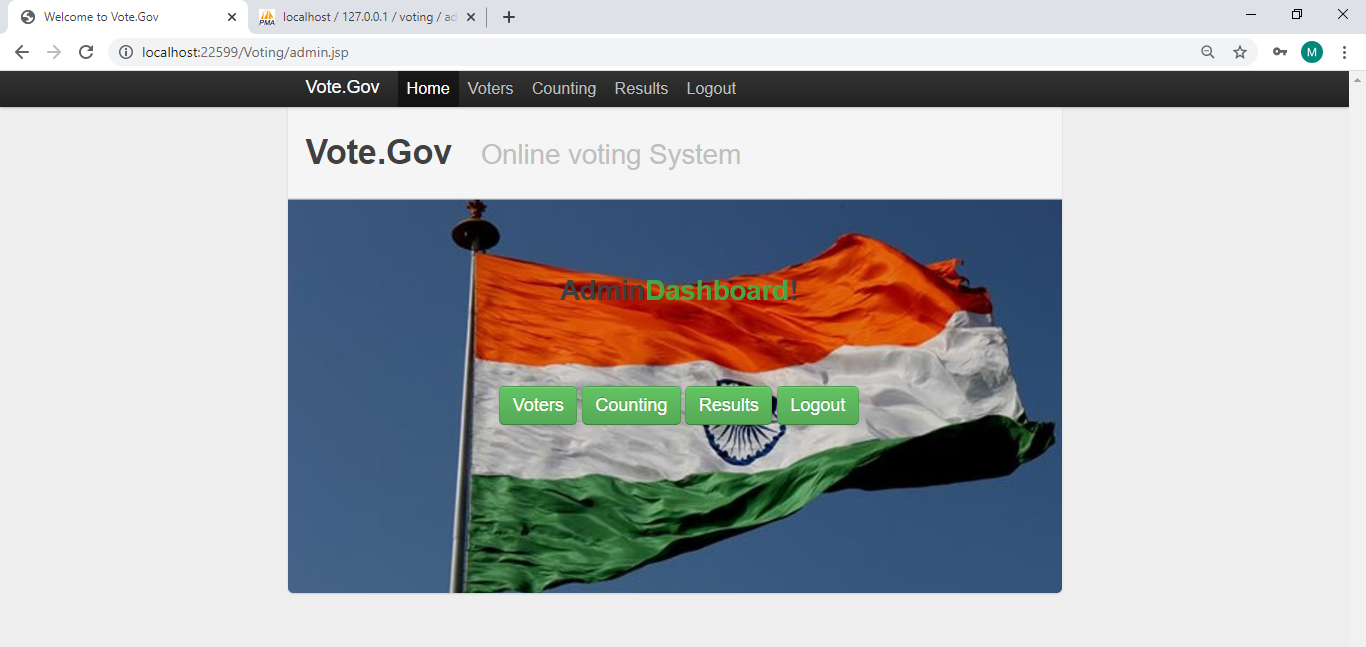 Welcome to Vote.Gov
PMA localhost / 127.0.0.1 / voting / ad
localhost:22599/Voting/admin.jsp
M
Vote.Gov Home Voters Counting Results Logout
Vote.Gov Online voting System
AdminDashboard!
Voters Counting Results Logout